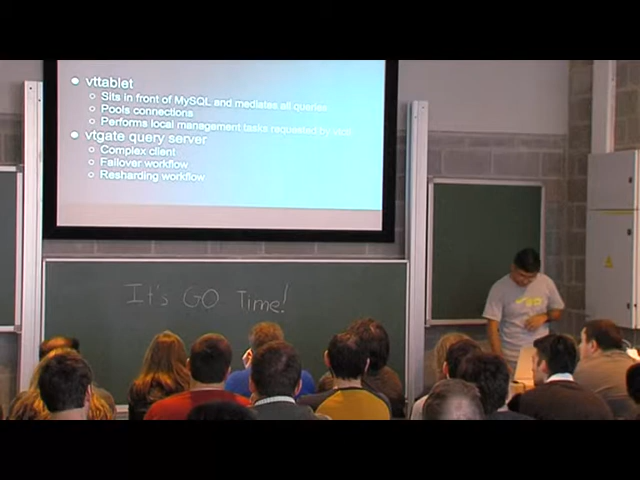 ● vttablet
○ Sits in front of MySQL and mediates all queries
○ Pools connections
○ Performs local management tasks requested by vtctl
● vtgate query server
○ Complex client
○ Failover workflow
○ Resharding workflow
It's GO Time!